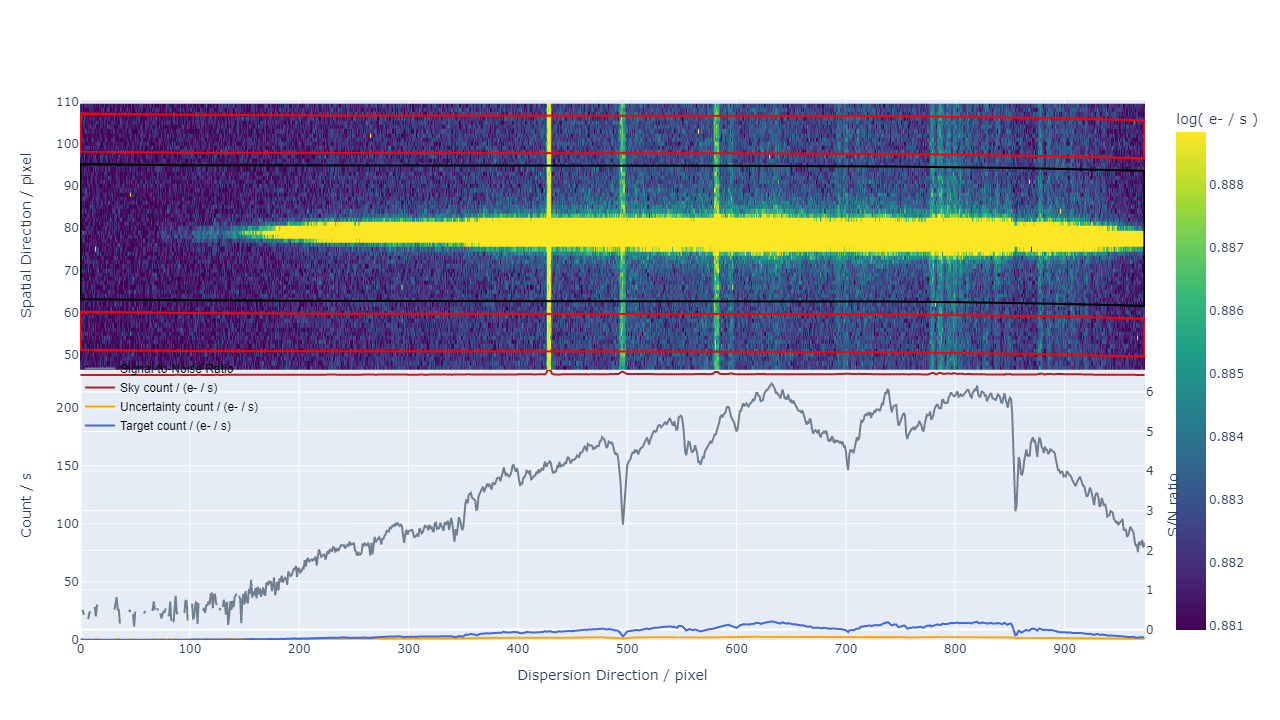 log( e- / s )
110
100
90
80
70
60
50
Spatial Direction / pixel
0.888
0.887
0.886
0.885
0.884
0.883
0.882
0.881
Signal-to-Noise Ratio
Sky count / (e- / s)
Uncertainty count / (e- / s)
Target count / (e- / s)
200
150
100
50
0
Count / s
6
5
4
3
2
1
0
S/N ratio
0 100 200 300 400 500 600 700 800 900
Dispersion Direction / pixel